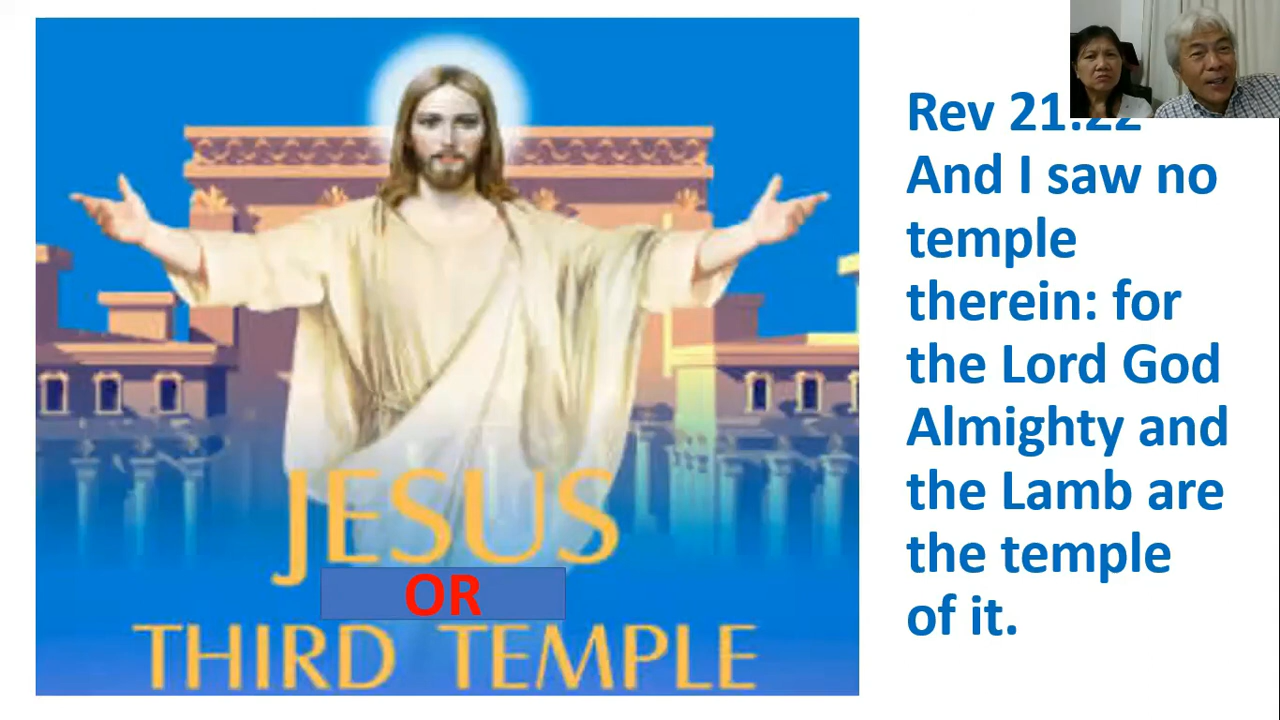 JESUS
OR
THIRD TEMPLE
Rev 21:22
And I saw no
temple
therein: for
the Lord God
Almighty and
the Lamb are
the temple
of it.